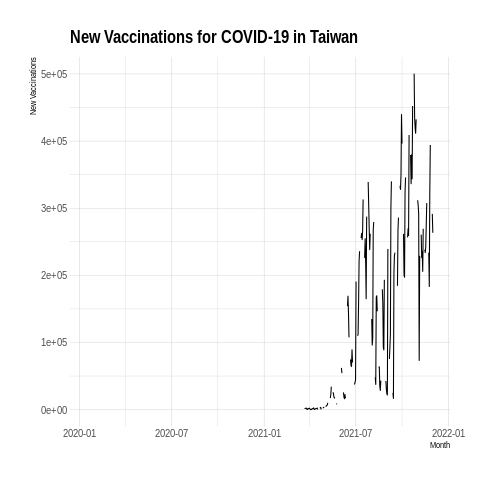 New Vaccinations for COVID-19 in Taiwan
New Vaccinations
5e+05
4e+05
3e+05
2e+05
1e+05
0e+00
2020-01 2020-07 2021-01 2021-07 2022-01
Month